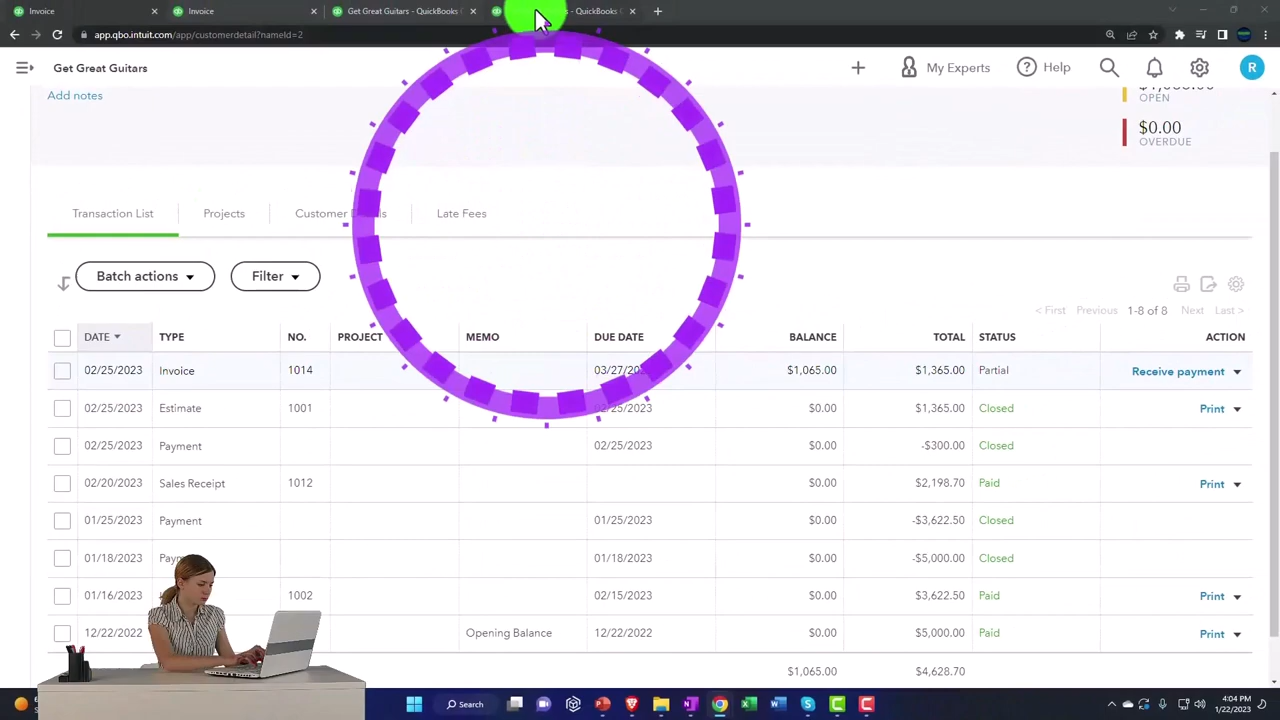 Invoice
Invoice
Get Great Guitars - QuickBooks
- QuickBooks
app.qbo.intuit.com/app/customerdetail?nameId=2
Get Great Guitars
My Experts
Help
R
Add notes
OPEN
$0.00
OVERDUE
Transaction List
Projects
Customer
Late Fees
Batch actions
Filter
< First Previous 1-8 of 8 Next Last >
DATE TYPE NO. PROJECT MEMO DUE DATE BALANCE TOTAL STATUS ACTION
02/25/2023 Invoice 1014 $1,065.00 $1,365.00 Partial Receive payment
02/25/2023 Estimate 1001 02/25/2023 $0.00 $1,365.00 Closed Print
02/25/2023 Payment 02/25/2023 $0.00 -$300.00 Closed
02/20/2023 Sales Receipt 1012 $0.00 $2,198.70 Paid Print
01/25/2023 Payment 01/25/2023 $0.00 -$3,622.50 Closed
01/18/2023 01/18/2023 $0.00 -$5,000.00 Closed
01/16/2023 1002 02/15/2023 $0.00 $3,622.50 Paid Print
12/22/2022 Opening Balance 12/22/2022 $0.00 $5,000.00 Paid Print
$1,065.00 $4,628.70
Search
4:04 PM
1/22/2023